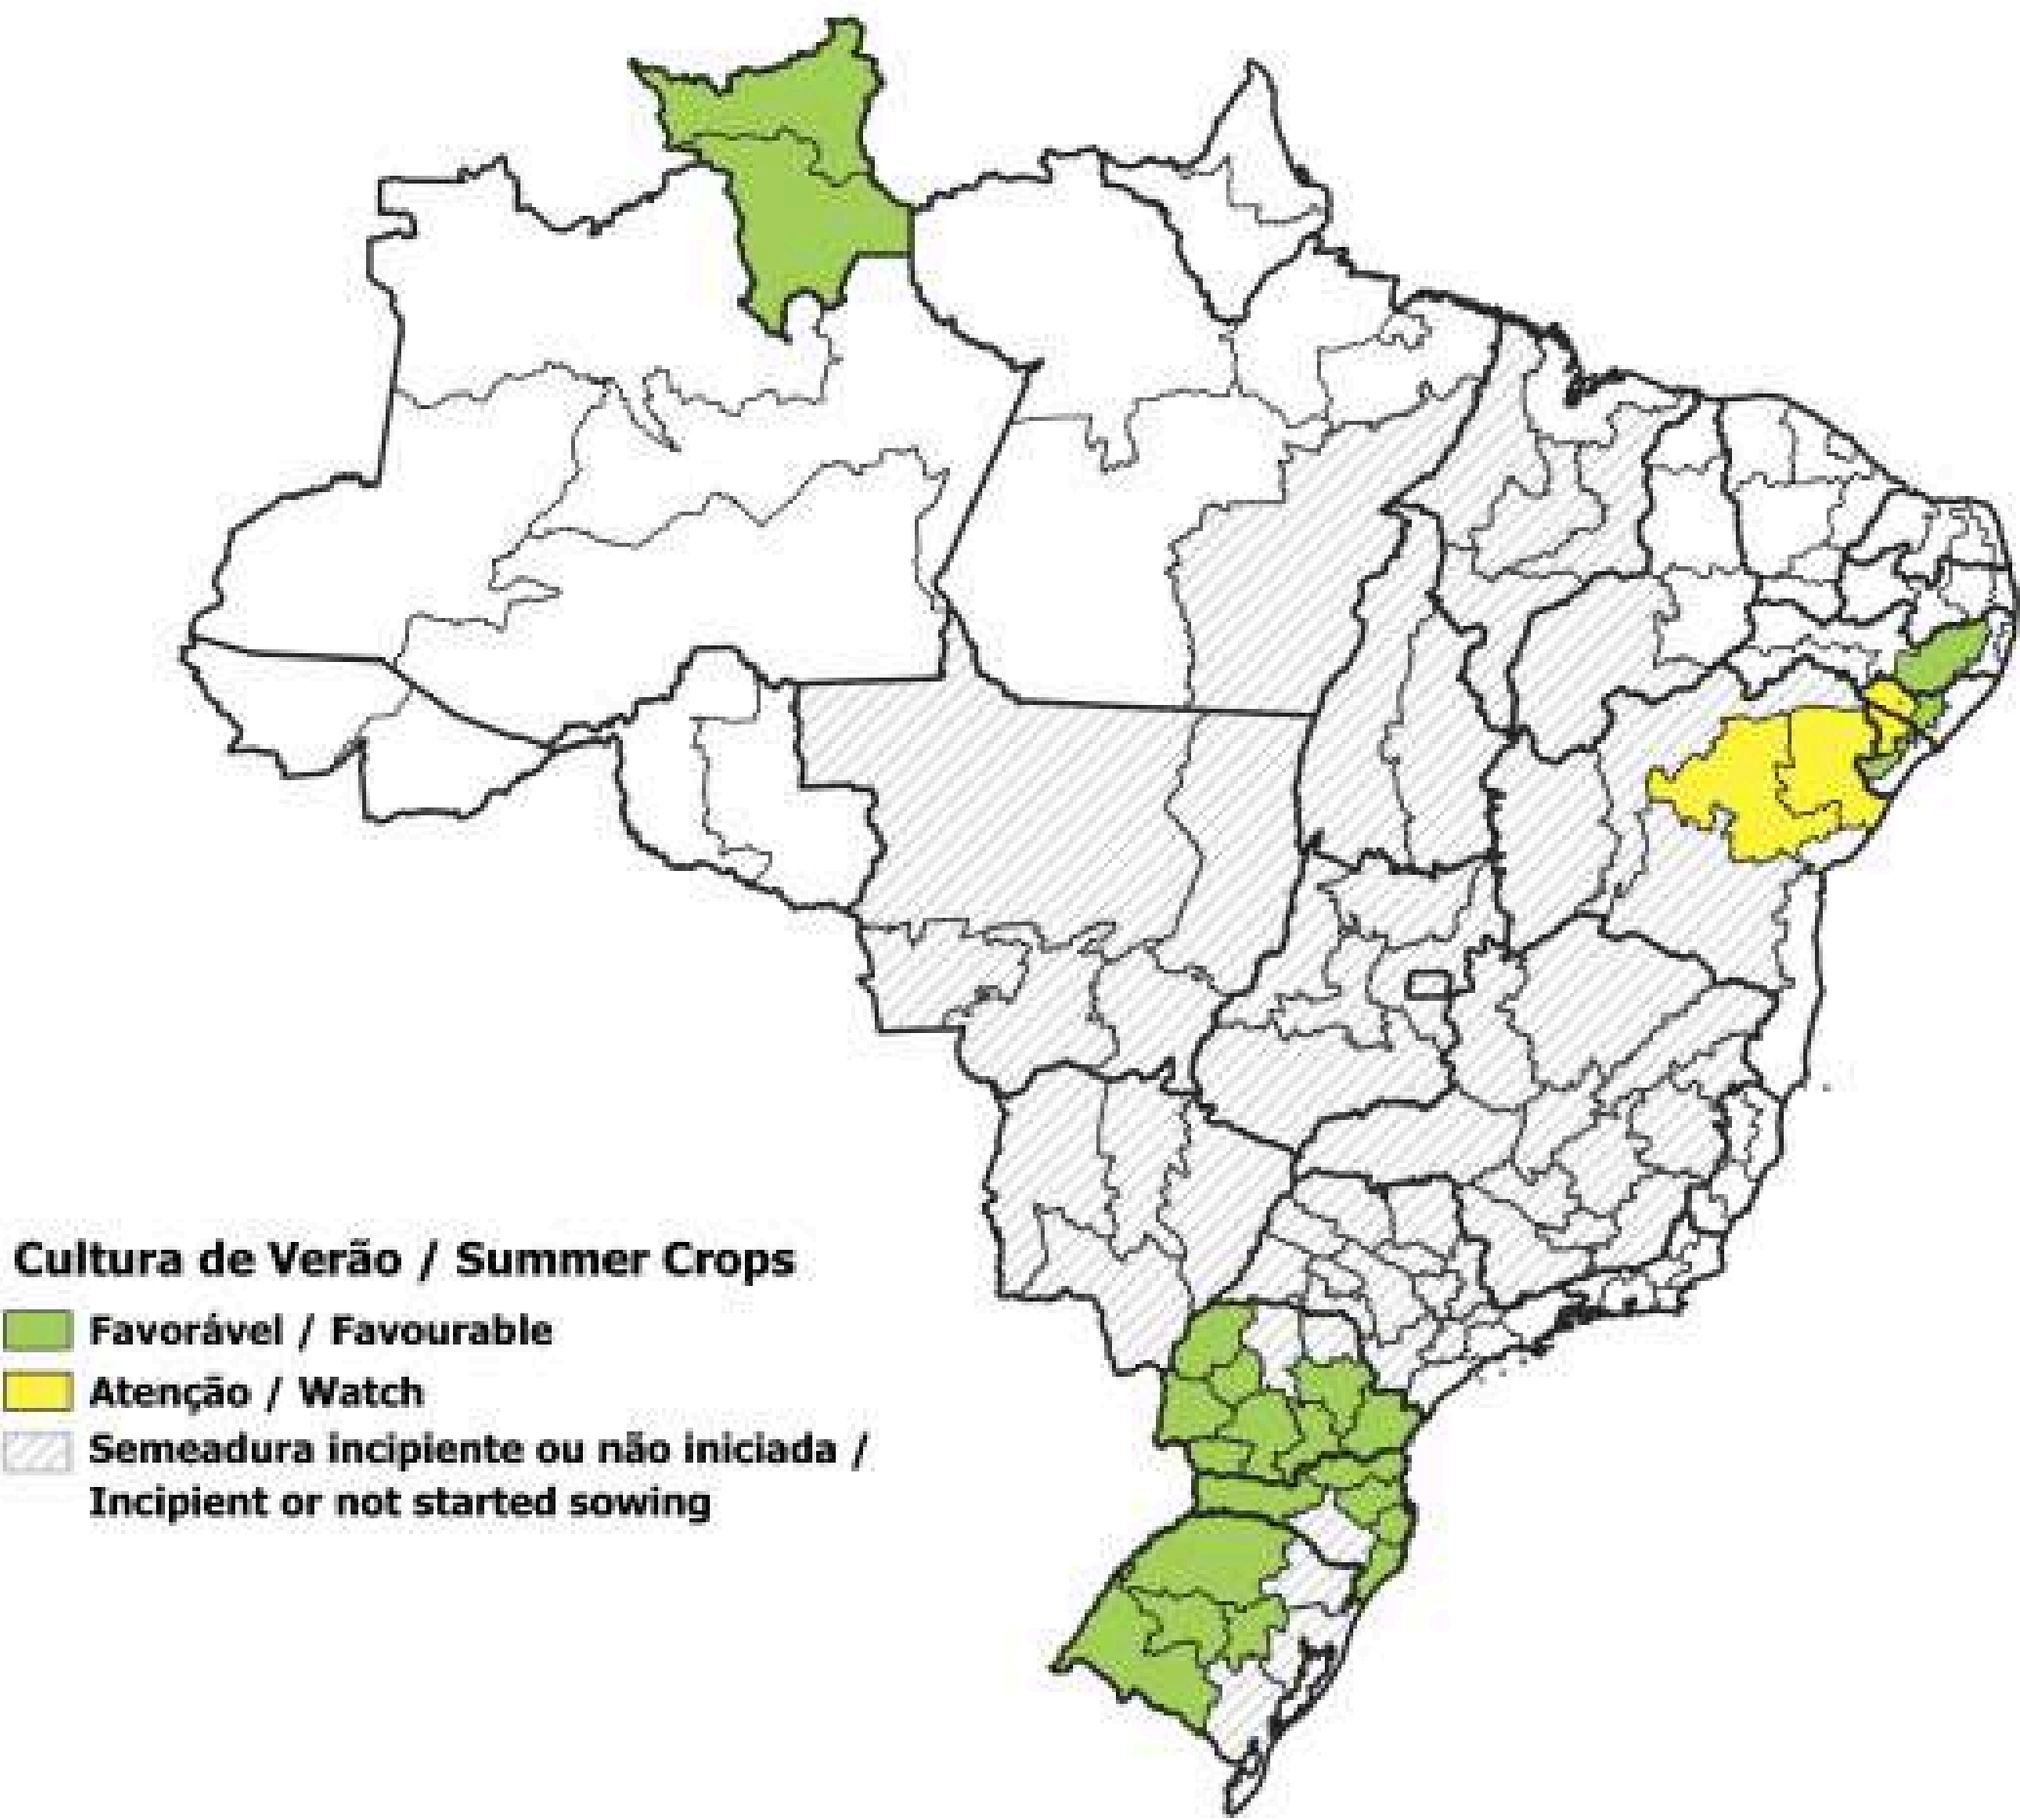 Cultura de Verão / Summer Crops
Favorável / Favourable
Atenção / Watch
Semeadura incipiente ou não iniciada /
Incipient or not started sowing